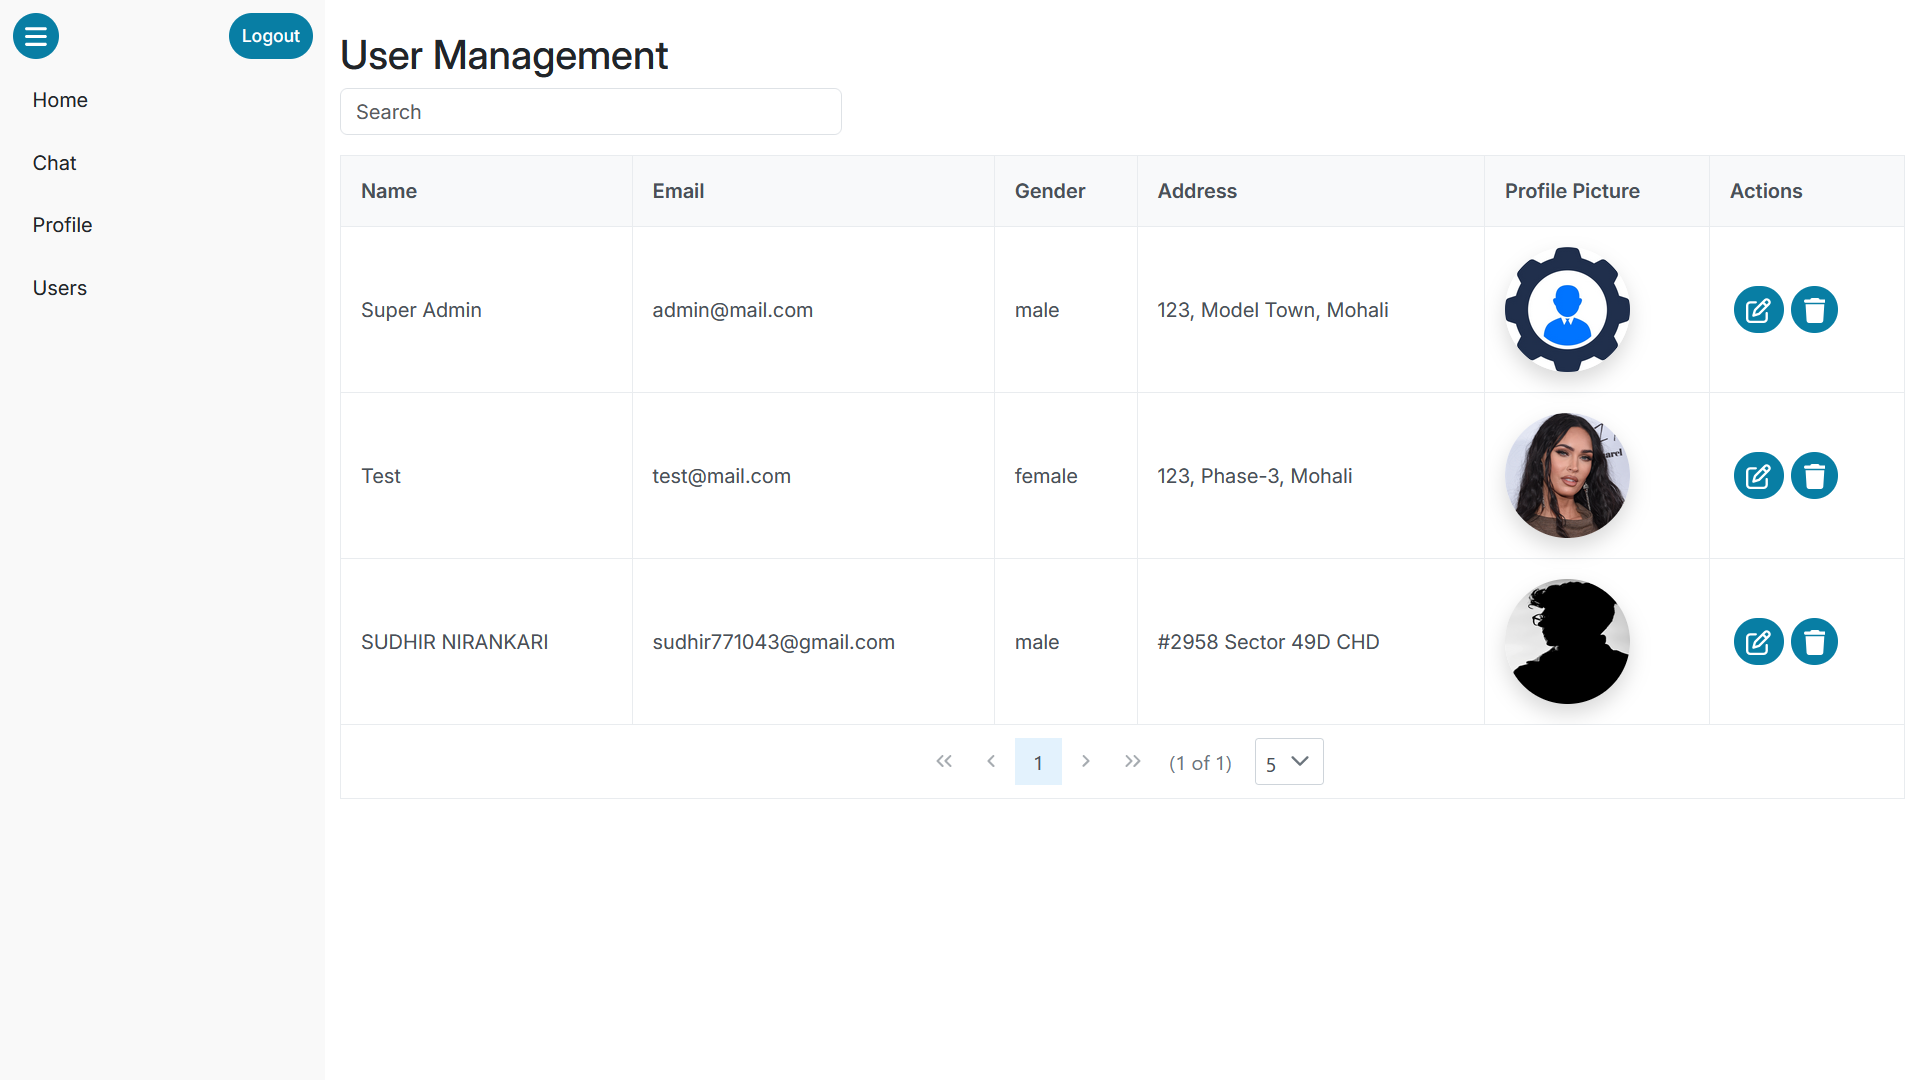 Logout
Home
Chat
Profile
Users
User Management
Search
Name Email Gender Address Profile Picture Actions
Super Admin admin@mail.com male 123, Model Town, Mohali
Test test@mail.com female 123, Phase-3, Mohali
SUDHIR NIRANKARI sudhir771043@gmail.com male #2958 Sector 49D CHD
1 (1 of 1) 5